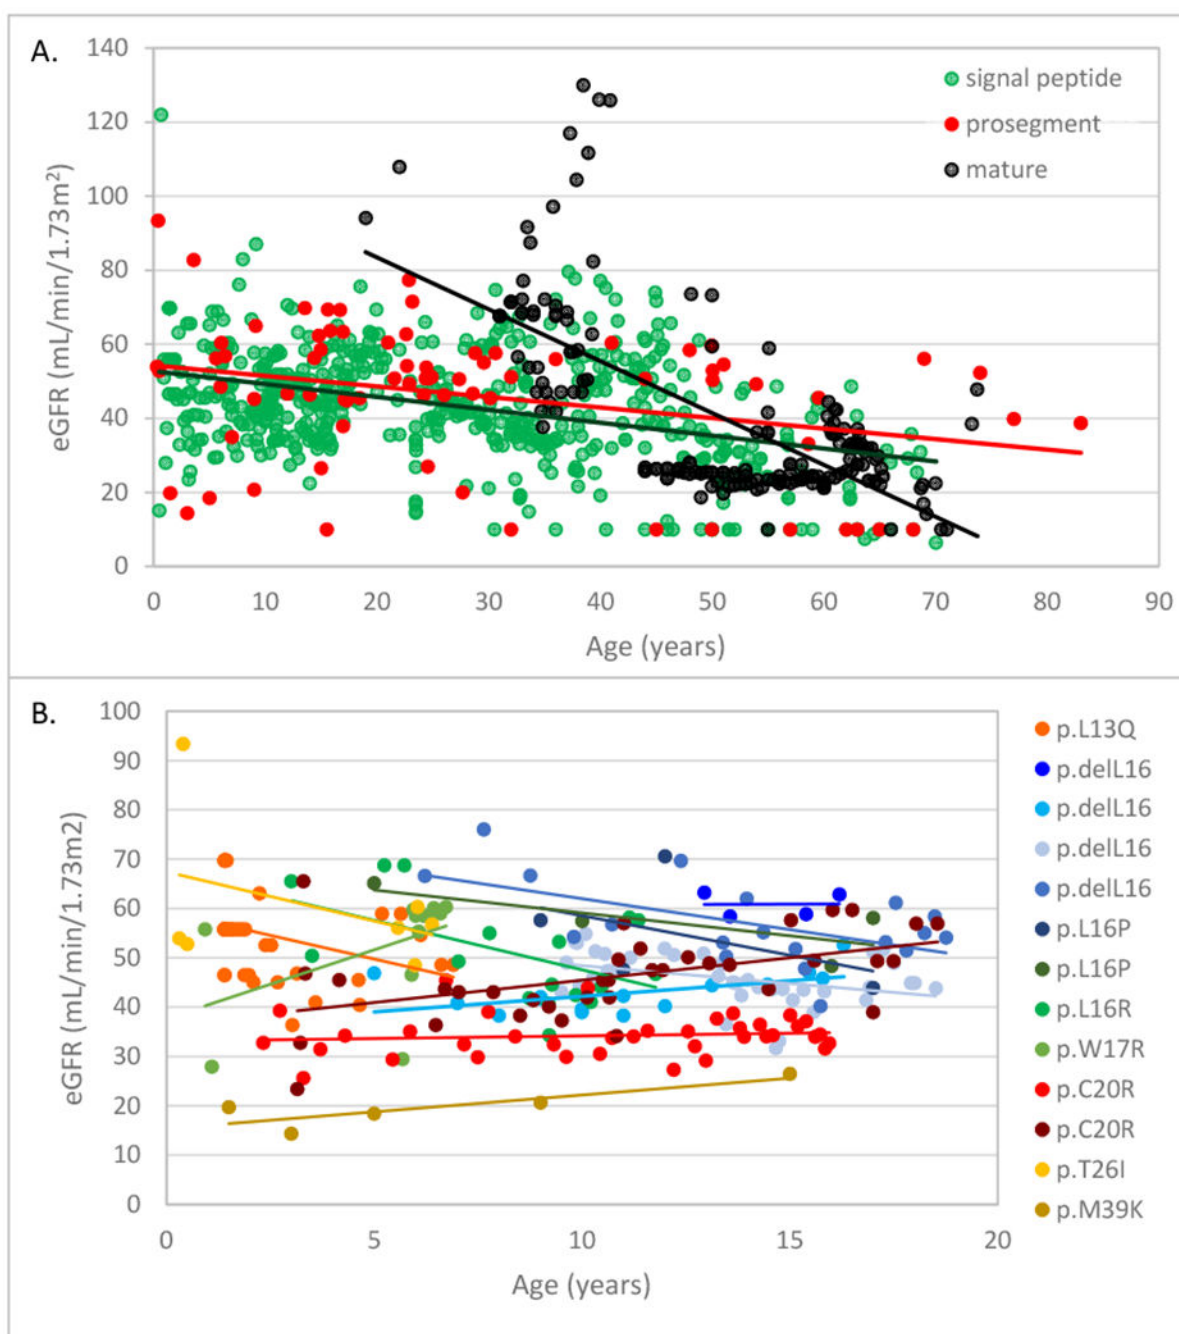 A.
140
120
100
80
60
40
20
0
eGFR (mL/min/1.73m²)
signal peptide
prosegment
mature
0 10 20 30 40 50 60 70 80 90
Age (years)
B.
100
90
80
70
60
50
40
30
20
10
0
eGFR (mL/min/1.73m2)
p.L13Q
p.delL16
p.delL16
p.delL16
p.delL16
p.L16P
p.L16P
p.L16R
p.W17R
p.C20R
p.C20R
p.T26I
p.M39K
0 5 10 15 20
Age (years)